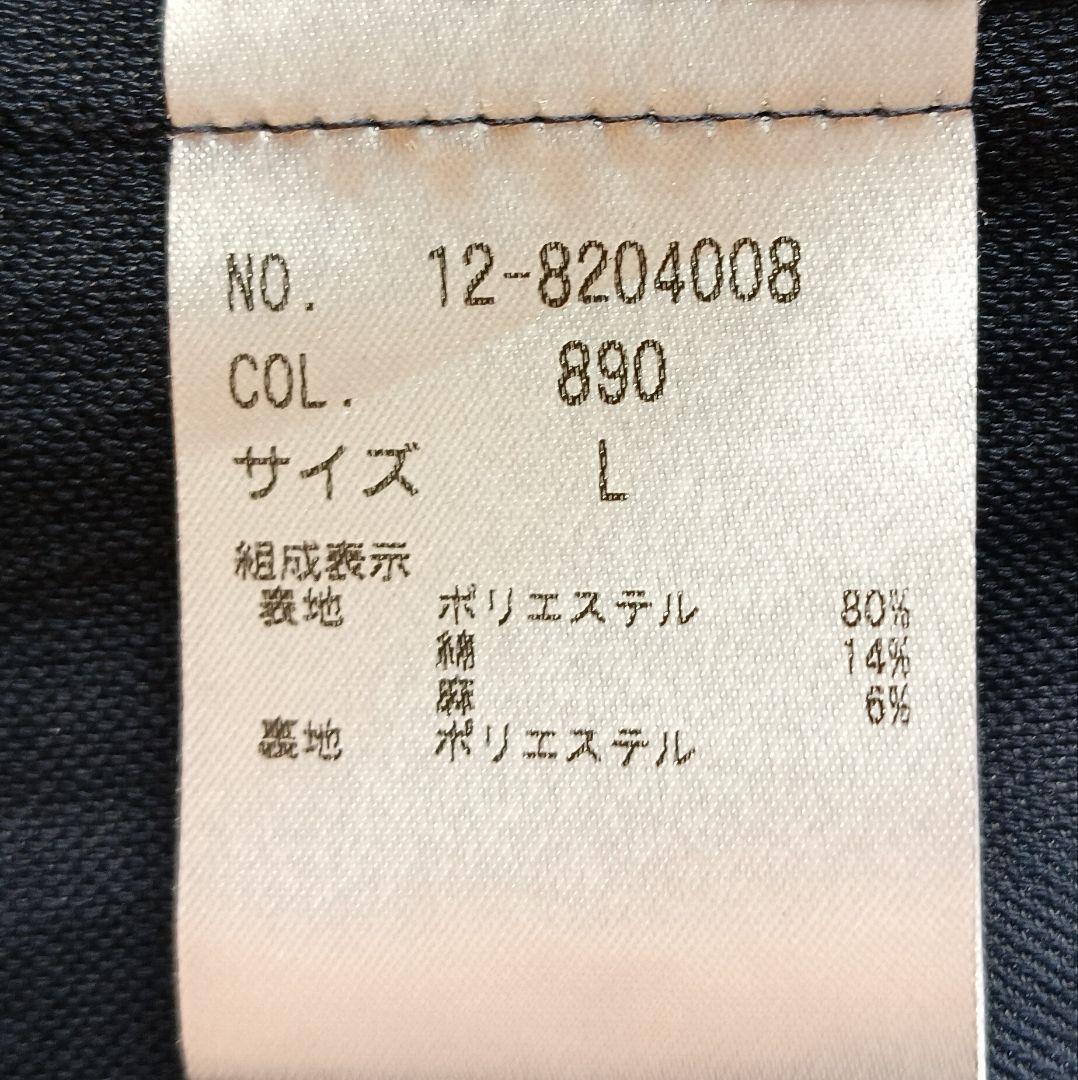 NO. 12-8204008
COL. 890
サイズ L
組成表示
表地 ポリエステル 80%
綿 14%
麻 6%
裏地 ポリエステル